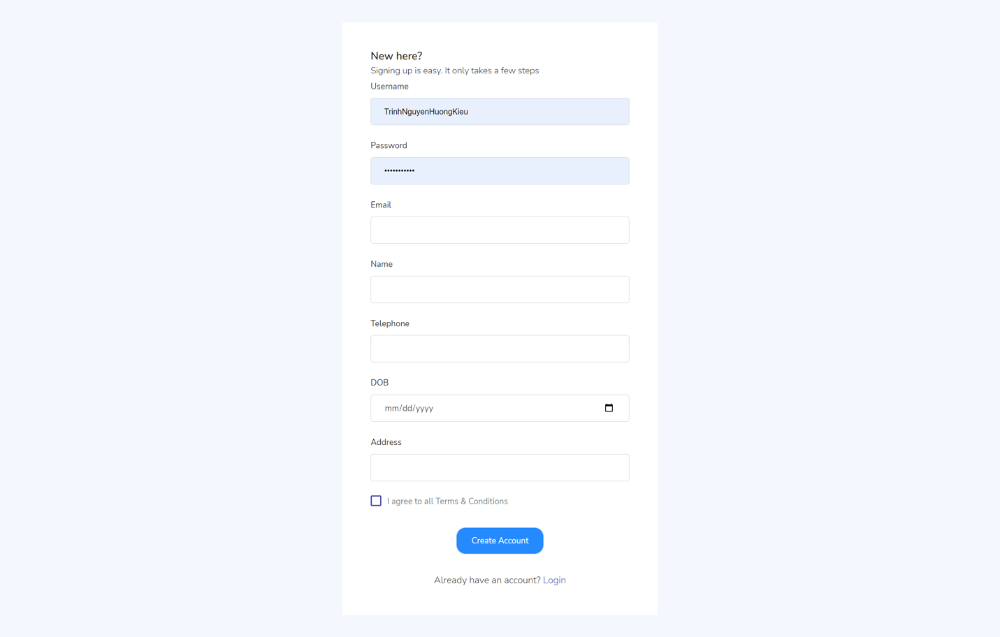 New here?
Signing up is easy. It only takes a few steps
Username
TrinhNguyenHuongKieu
Password
•••••••••••
Email
Name
Telephone
DOB
mm/dd/yyyy
Address
I agree to all Terms & Conditions
Create Account
Already have an account? Login